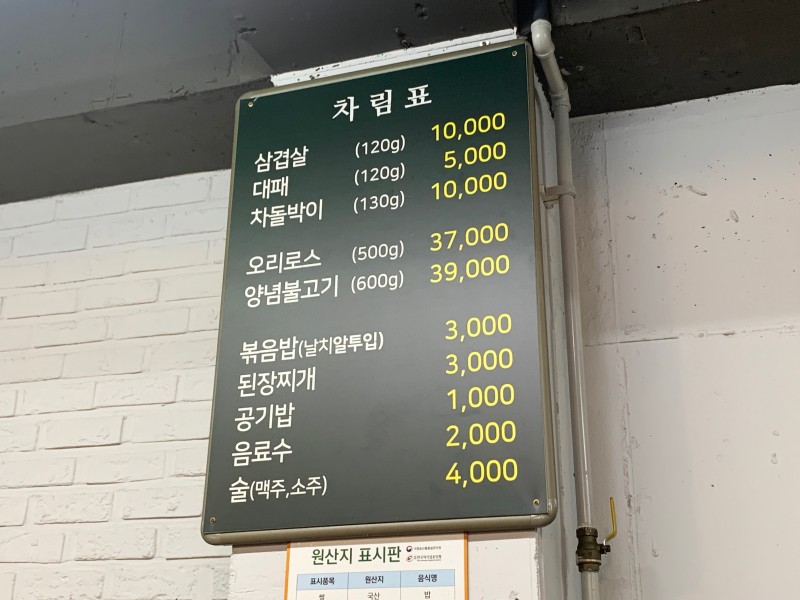 차림표
삼겹살 (120g) 10,000
대패 (120g) 5,000
차돌박이 (130g) 10,000
오리로스 (500g) 37,000
양념불고기 (600g) 39,000
볶음밥(날치알투입) 3,000
된장찌개 3,000
공기밥 1,000
음료수 2,000
술(맥주,소주) 4,000
원산지 표시판
표시품목 원산지 음식명
쌀 국산 밥